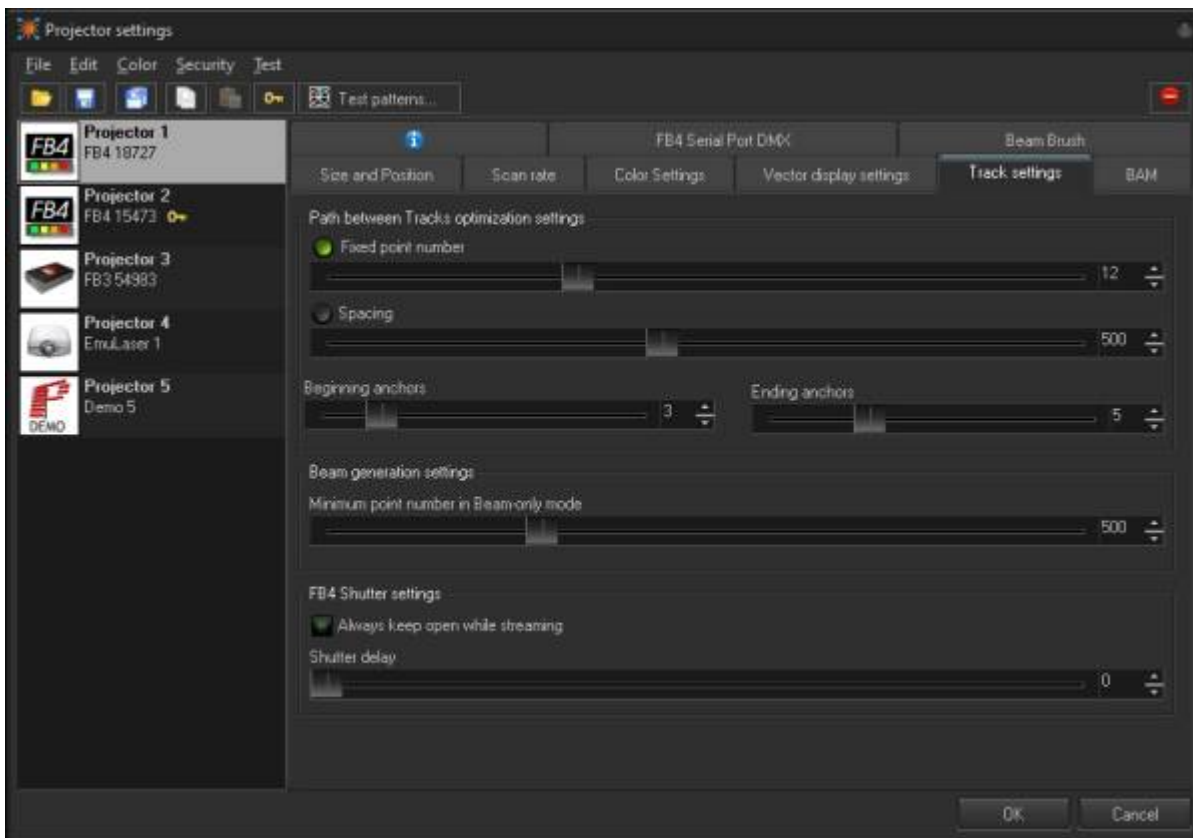 Projector settings
File Edit Color Security Test
Test patterns...
Projector 1
FB4 18727
FB4
Projector 2
FB4 15473
FB4
Projector 3
FB3 54983
Projector 4
EmuLaser 1
Projector 5
Demo 5
DEMO
FB4 Serial Port DMX Beam Brush
Size and Position Scan rate Color Settings Vector display settings Track settings BAM
Path between Tracks optimization settings
Fixed point number
12
Spacing
500
Beginning anchors Ending anchors
3 5
Beam generation settings
Minimum point number in Beam-only mode
500
FB4 Shutter settings
Always keep open while streaming
Shutter delay
0
OK Cancel